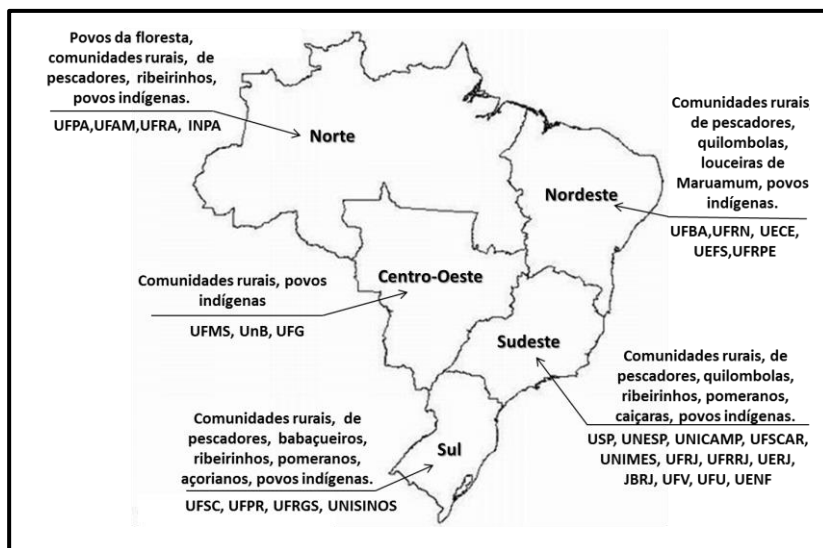 Povos da floresta,
comunidades rurais, de
pescadores, ribeirinhos,
povos indígenas.
UFPA,UFAM,UFRA, INPA
Norte
Comunidades rurais
de pescadores,
quilombolas,
louceiras de
Maruamum, povos
indígenas.
Nordeste
UFBA,UFRN, UECE,
UEFS,UFRPE
Comunidades rurais, povos
indígenas
UFMS, UnB, UFG
Centro-Oeste
Sudeste
Comunidades rurais, de
pescadores, quilombolas,
ribeirinhos, pomeranos,
caiçaras, povos indígenas.
USP, UNESP, UNICAMP, UFSCAR,
UNIMES, UFRJ, UFRRJ, UERJ,
JBRJ, UFV, UFU, UENF
Comunidades rurais, de
pescadores, babaçueiros,
ribeirinhos, pomeranos,
açorianos, povos indígenas.
UFSC, UFPR, UFRGS, UNISINOS
Sul